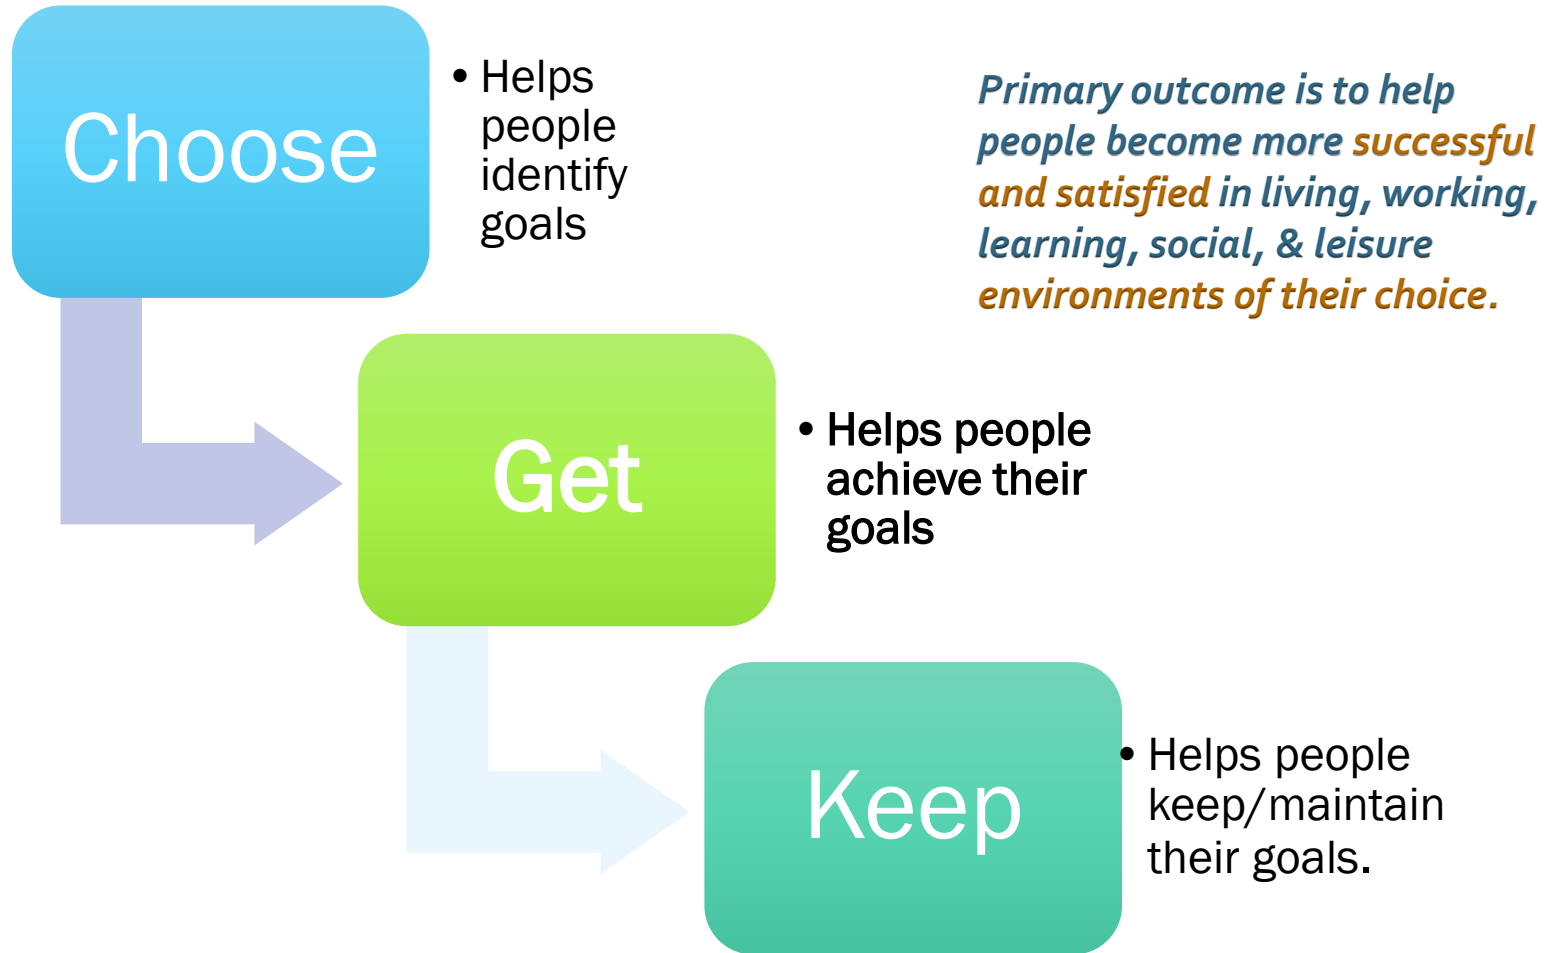 Choose
• Helps
people
identify
goals
Primary outcome is to help
people become more successful
and satisfied in living, working,
learning, social, & leisure
environments of their choice.
Get
• Helps people
achieve their
goals
Keep
• Helps people
keep/maintain
their goals.